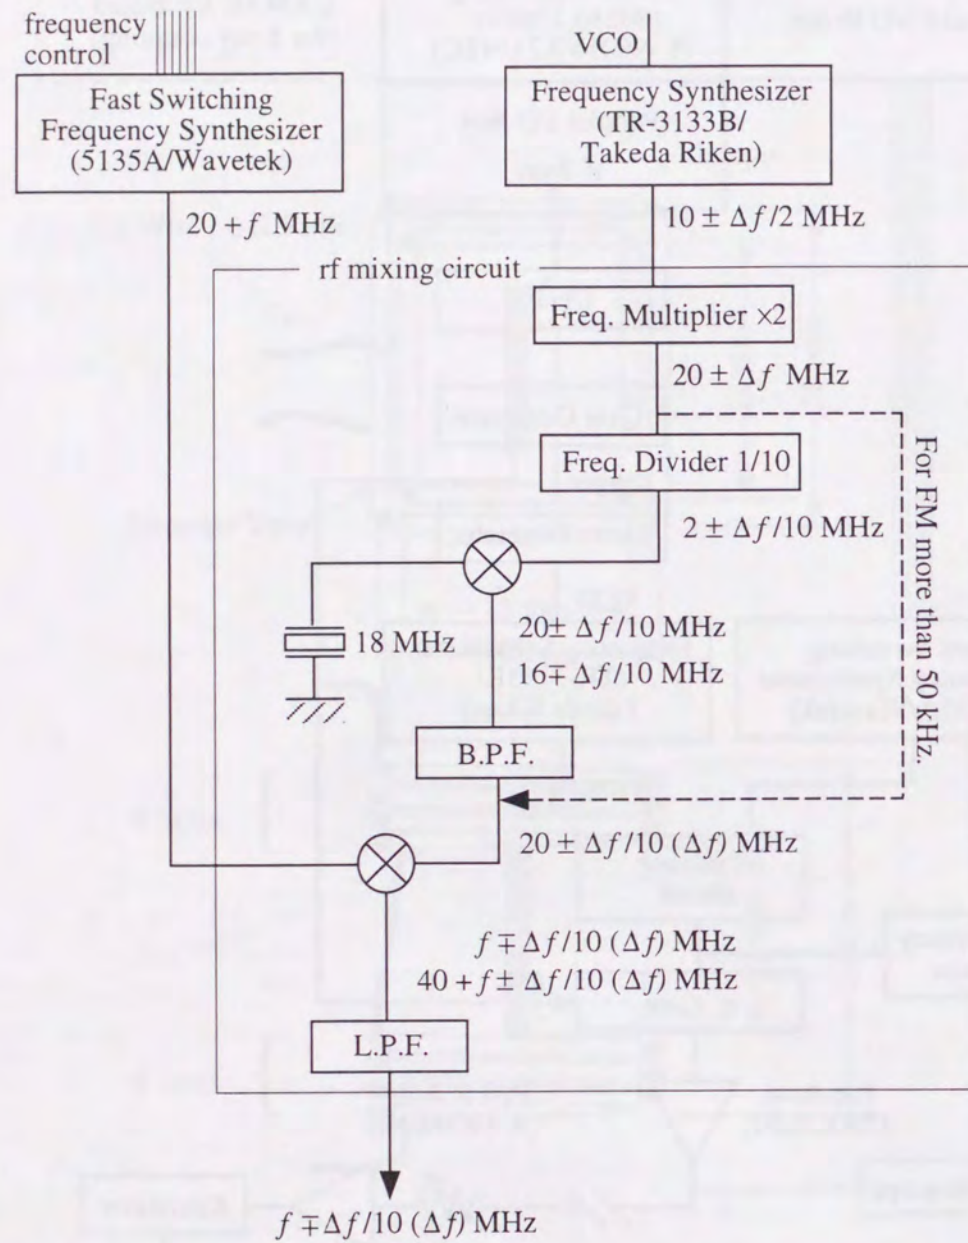 frequency
control
VCO
Fast Switching
Frequency Synthesizer
(5135A/Wavetek)
Frequency Synthesizer
(TR-3133B/
Takeda Riken)
20 + f MHz
10 ± Δf/2 MHz
rf mixing circuit
Freq. Multiplier ×2
20 ± Δf MHz
Freq. Divider 1/10
2 ± Δf/10 MHz
For FM more than 50 kHz.
18 MHz
20± Δf/10 MHz
16∓ Δf/10 MHz
B.P.F.
20 ± Δf/10 (Δf) MHz
f ∓ Δf/10 (Δf) MHz
40 + f ± Δf/10 (Δf) MHz
L.P.F.
f ∓ Δf/10 (Δf) MHz